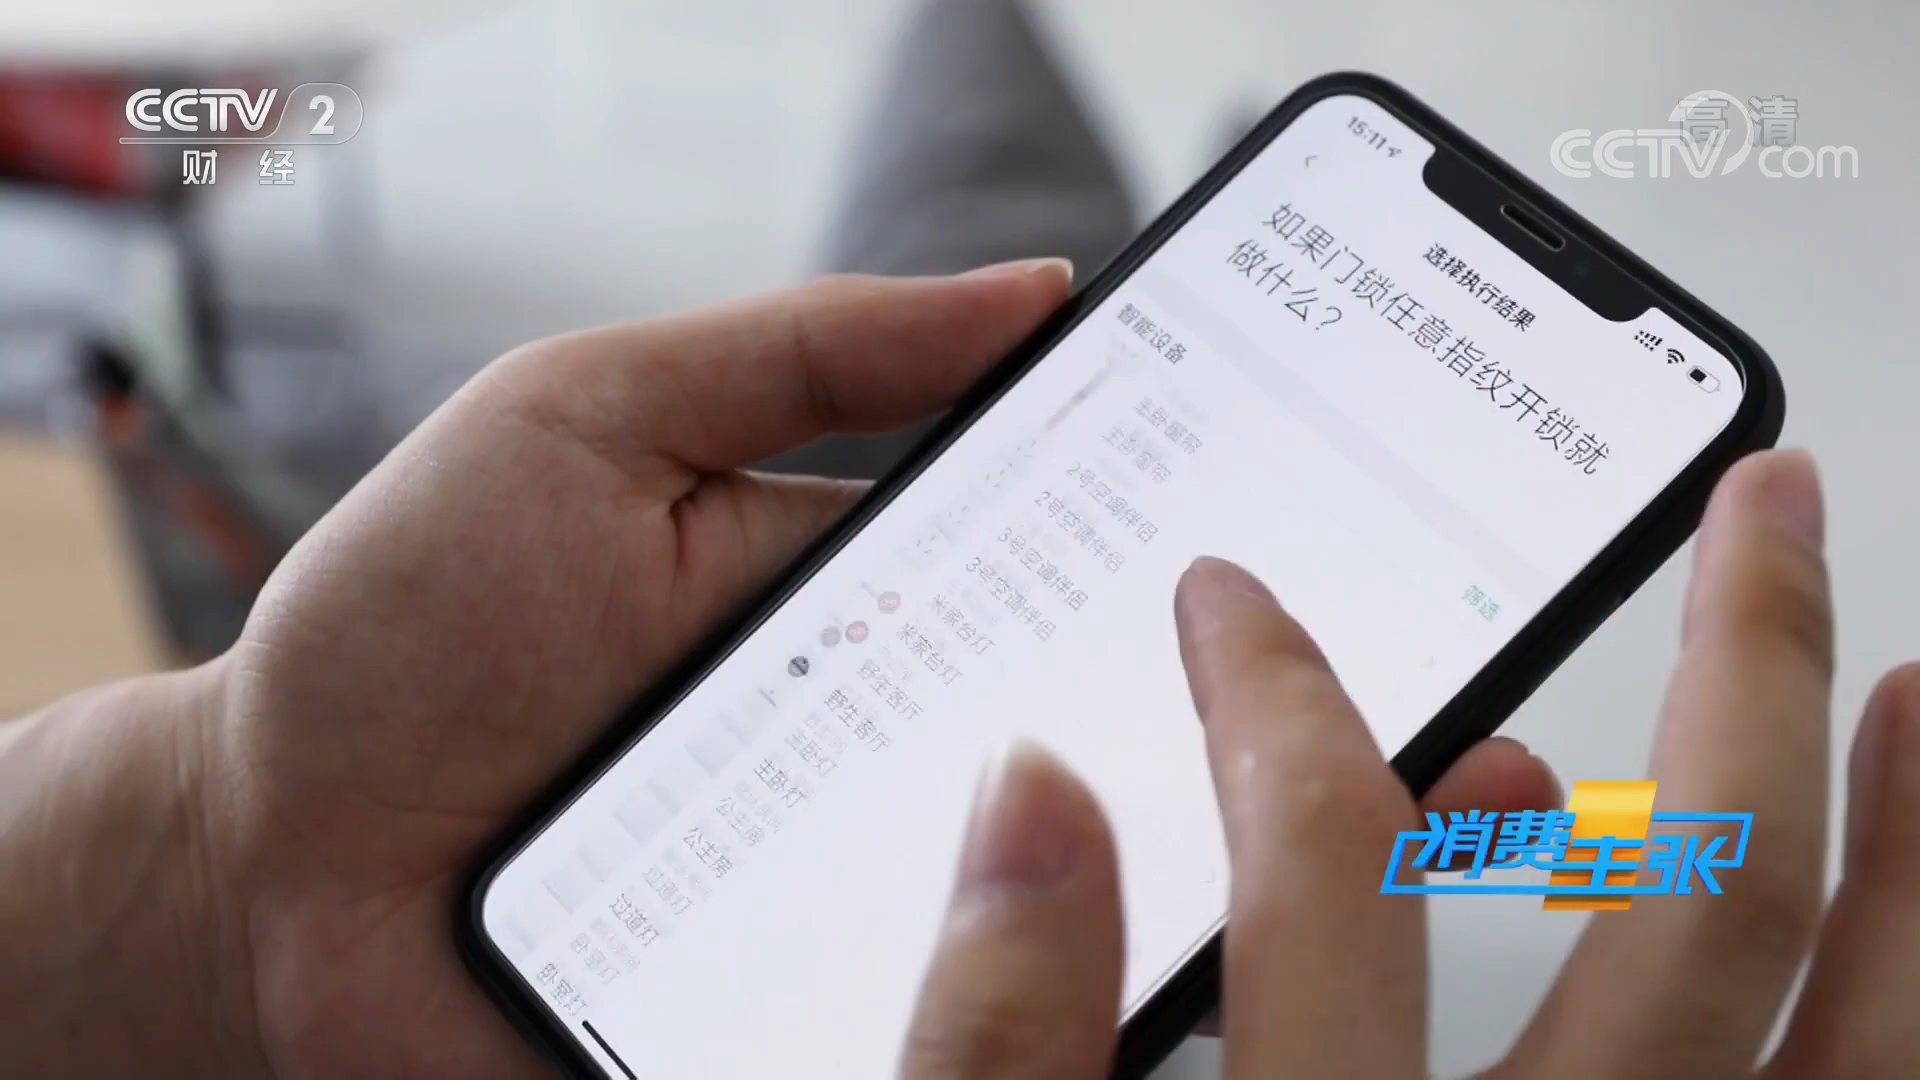 CCTV 2
财 经
高清
CCTV.com
15:11
选择执行结果
如果门锁任意指纹开锁就
做什么？
智能设备
筛选
主卧窗帘
主卧窗帘
2号空调伴侣
2号空调伴侣
3号空调伴侣
3号空调伴侣
米家台灯
米家台灯
野生客厅
野生客厅
主卧灯
主卧灯
公主房
公主房
过道灯
过道灯
卧室灯
卧室灯
消费主张